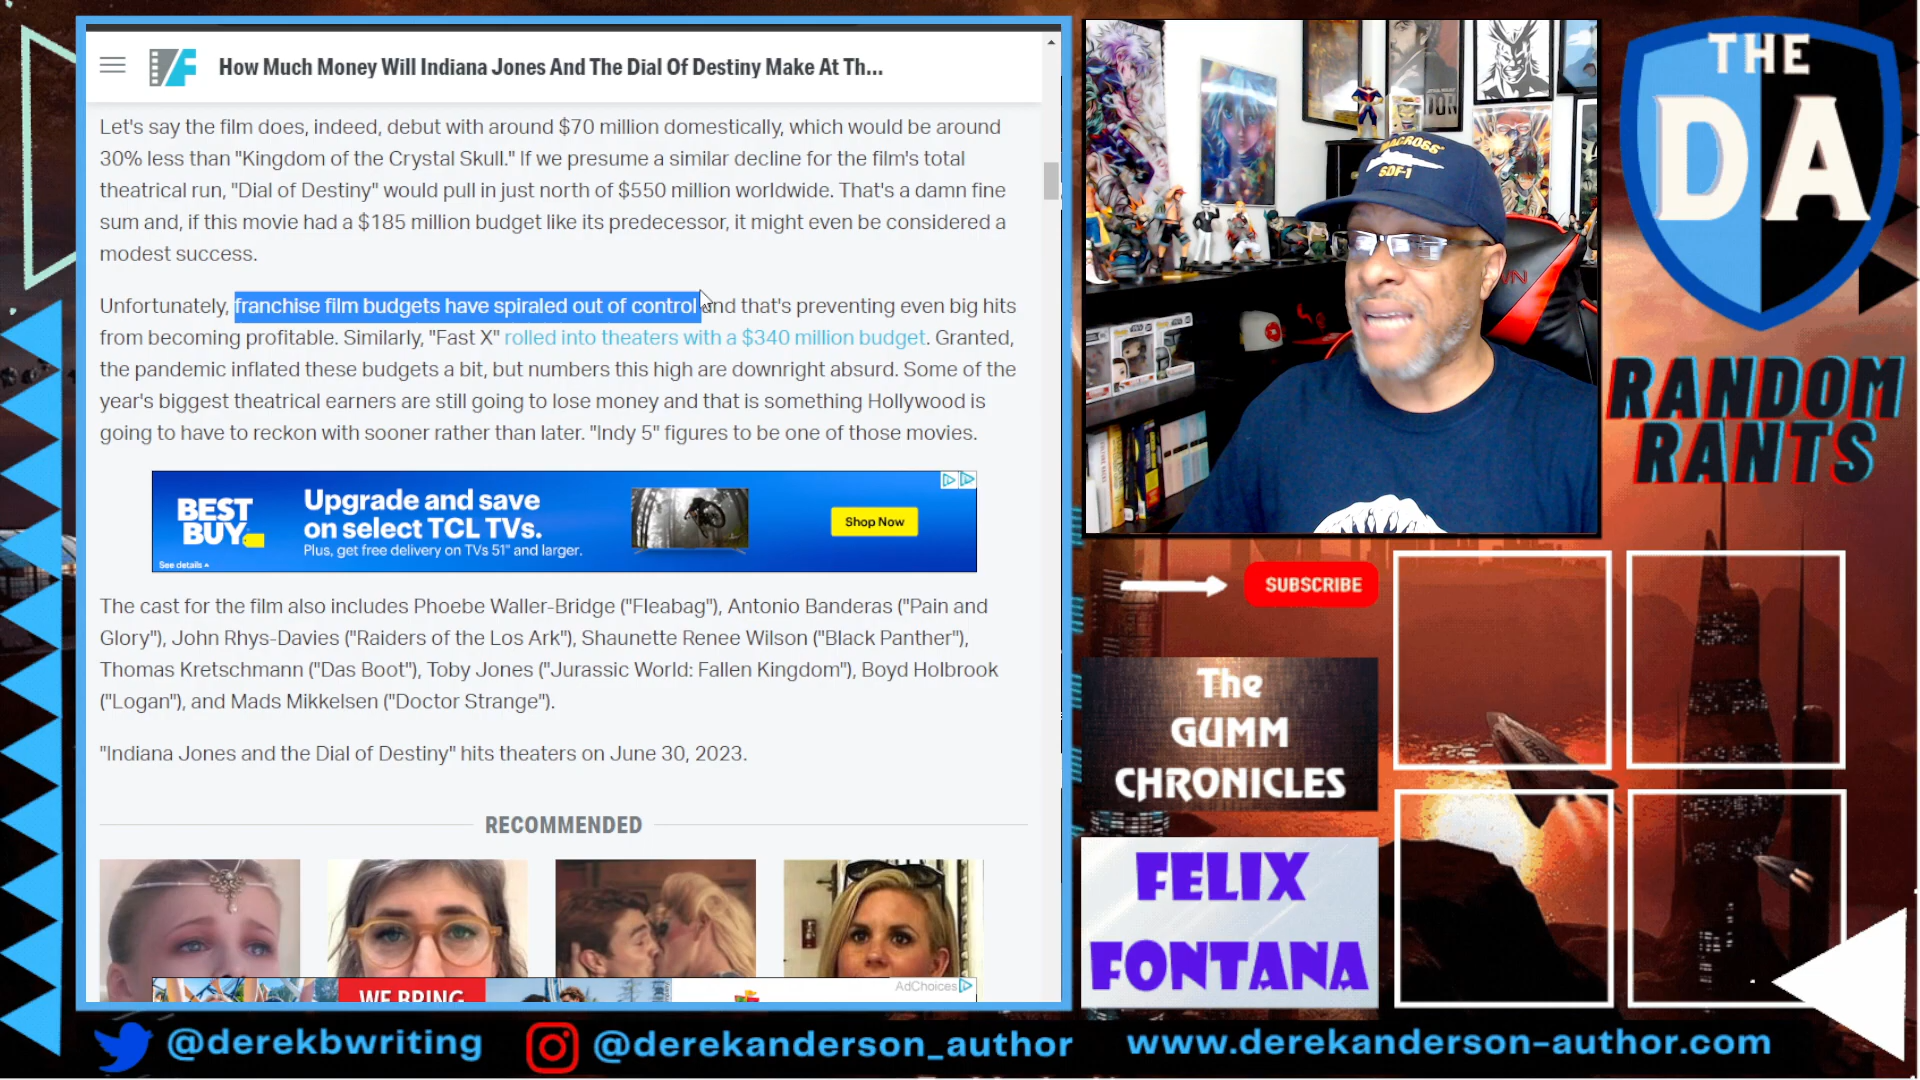 How Much Money Will Indiana Jones And The Dial Of Destiny Make At Th...
Let's say the film does, indeed, debut with around $70 million domestically, which would be around
30% less than "Kingdom of the Crystal Skull." If we presume a similar decline for the film's total
theatrical run, "Dial of Destiny" would pull in just north of $550 million worldwide. That's a damn fine
sum and, if this movie had a $185 million budget like its predecessor, it might even be considered a
modest success.
Unfortunately, franchise film budgets have spiraled out of control and that's preventing even big hits
from becoming profitable. Similarly, "Fast X" rolled into theaters with a $340 million budget. Granted,
the pandemic inflated these budgets a bit, but numbers this high are downright absurd. Some of the
year's biggest theatrical earners are still going to lose money and that is something Hollywood is
going to have to reckon with sooner rather than later. "Indy 5" figures to be one of those movies.
BEST
BUY
See details
Upgrade and save
on select TCL TVs.
Plus, get free delivery on TVs 51" and larger.
Shop Now
The cast for the film also includes Phoebe Waller-Bridge ("Fleabag"), Antonio Banderas ("Pain and
Glory"), John Rhys-Davies ("Raiders of the Los Ark"), Shaunette Renee Wilson ("Black Panther"),
Thomas Kretschmann ("Das Boot"), Toby Jones ("Jurassic World: Fallen Kingdom"), Boyd Holbrook
("Logan"), and Mads Mikkelsen ("Doctor Strange").
"Indiana Jones and the Dial of Destiny" hits theaters on June 30, 2023.
RECOMMENDED
WE BRING
AdChoices
MACROSS
SDF-1
THE
DA
RANDOM
RANTS
SUBSCRIBE
The
GUMM
CHRONICLES
FELIX
FONTANA
@derekbwriting
@derekanderson_author
www.derekanderson-author.com